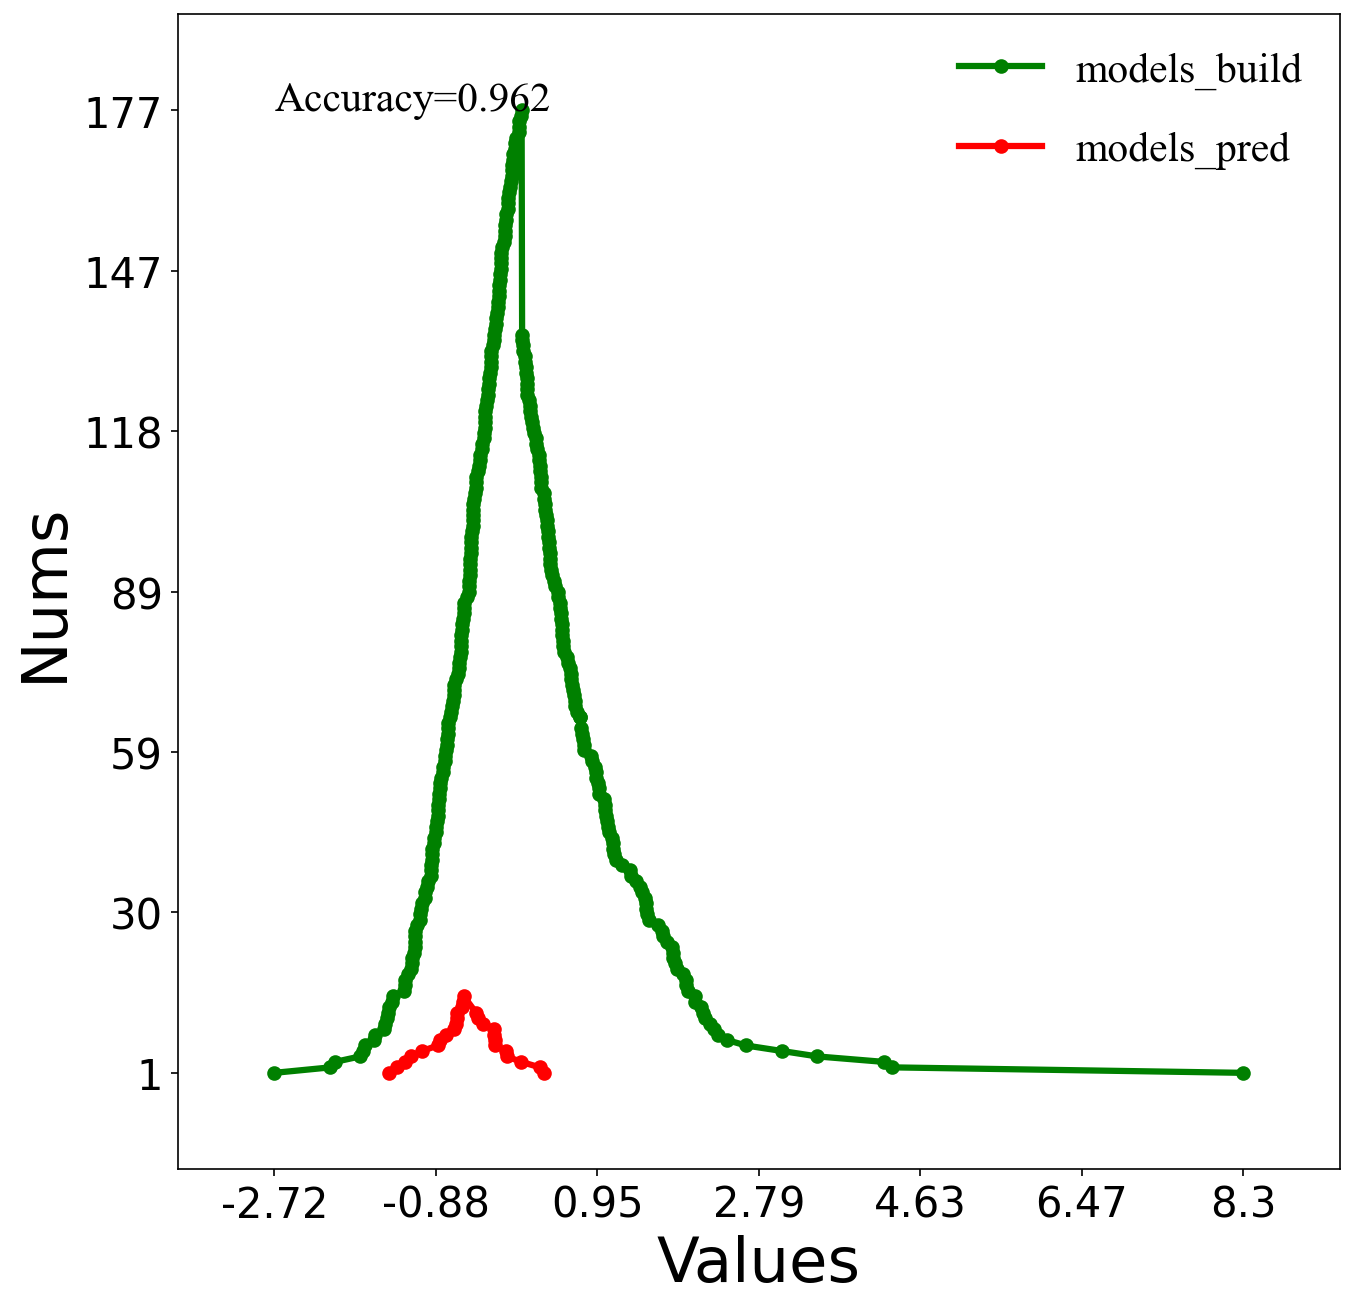 Accuracy=0.962
models_build
models_pred
177
147
118
89
59
30
1
Nums
-2.72 -0.88 0.95 2.79 4.63 6.47 8.3
Values